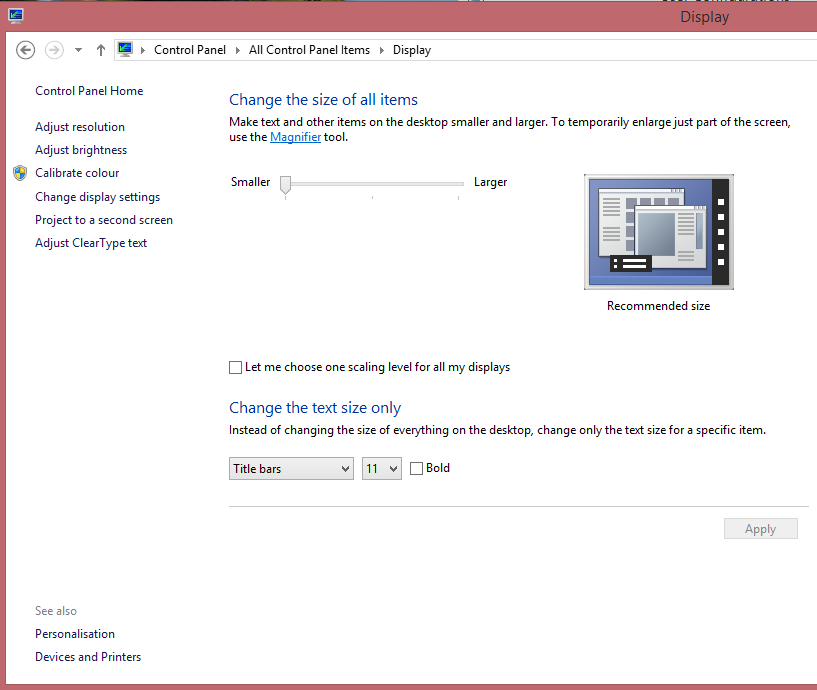 Display
Control Panel
All Control Panel Items
Display
Control Panel Home
Adjust resolution
Adjust brightness
Calibrate colour
Change display settings
Project to a second screen
Adjust ClearType text
Change the size of all items
Make text and other items on the desktop smaller and larger. To temporarily enlarge just part of the screen,
use the Magnifier tool.
Smaller
Larger
Recommended size
Let me choose one scaling level for all my displays
Change the text size only
Instead of changing the size of everything on the desktop, change only the text size for a specific item.
Title bars
11
Bold
Apply
See also
Personalisation
Devices and Printers